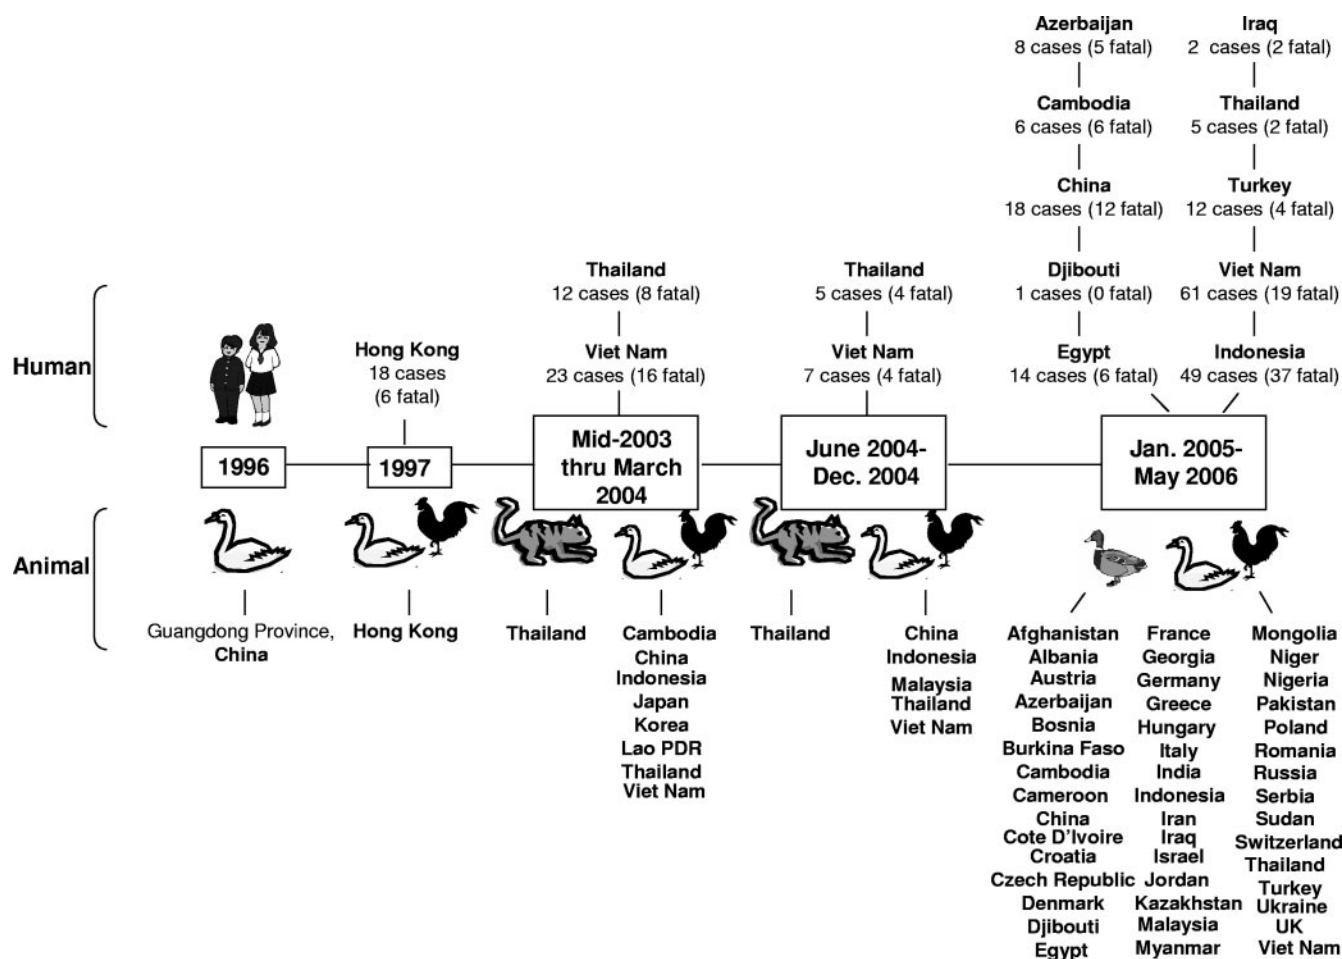 Azerbaijan
8 cases (5 fatal)
Cambodia
6 cases (6 fatal)
China
18 cases (12 fatal)
Djibouti
1 cases (0 fatal)
Egypt
14 cases (6 fatal)
Iraq
2 cases (2 fatal)
Thailand
5 cases (2 fatal)
Turkey
12 cases (4 fatal)
Viet Nam
61 cases (19 fatal)
Indonesia
49 cases (37 fatal)
Thailand
12 cases (8 fatal)
Viet Nam
23 cases (16 fatal)
Thailand
5 cases (4 fatal)
Viet Nam
7 cases (4 fatal)
Hong Kong
18 cases
(6 fatal)
Human
1996
1997
Mid-2003
thru March
2004
June 2004-
Dec. 2004
Jan. 2005-
May 2006
Animal
Guangdong Province,
China
Hong Kong
Thailand
Cambodia
China
Indonesia
Japan
Korea
Lao PDR
Thailand
Viet Nam
Thailand
China
Indonesia
Malaysia
Thailand
Viet Nam
Afghanistan
Albania
Austria
Azerbaijan
Bosnia
Burkina Faso
Cambodia
Cameroon
China
Cote D'Ivoire
Croatia
Czech Republic
Denmark
Djibouti
Egypt
France
Georgia
Germany
Greece
Hungary
Italy
India
Indonesia
Iran
Iraq
Israel
Jordan
Kazakhstan
Malaysia
Myanmar
Mongolia
Niger
Nigeria
Pakistan
Poland
Romania
Russia
Serbia
Sudan
Switzerland
Thailand
Turkey
Ukraine
UK
Viet Nam